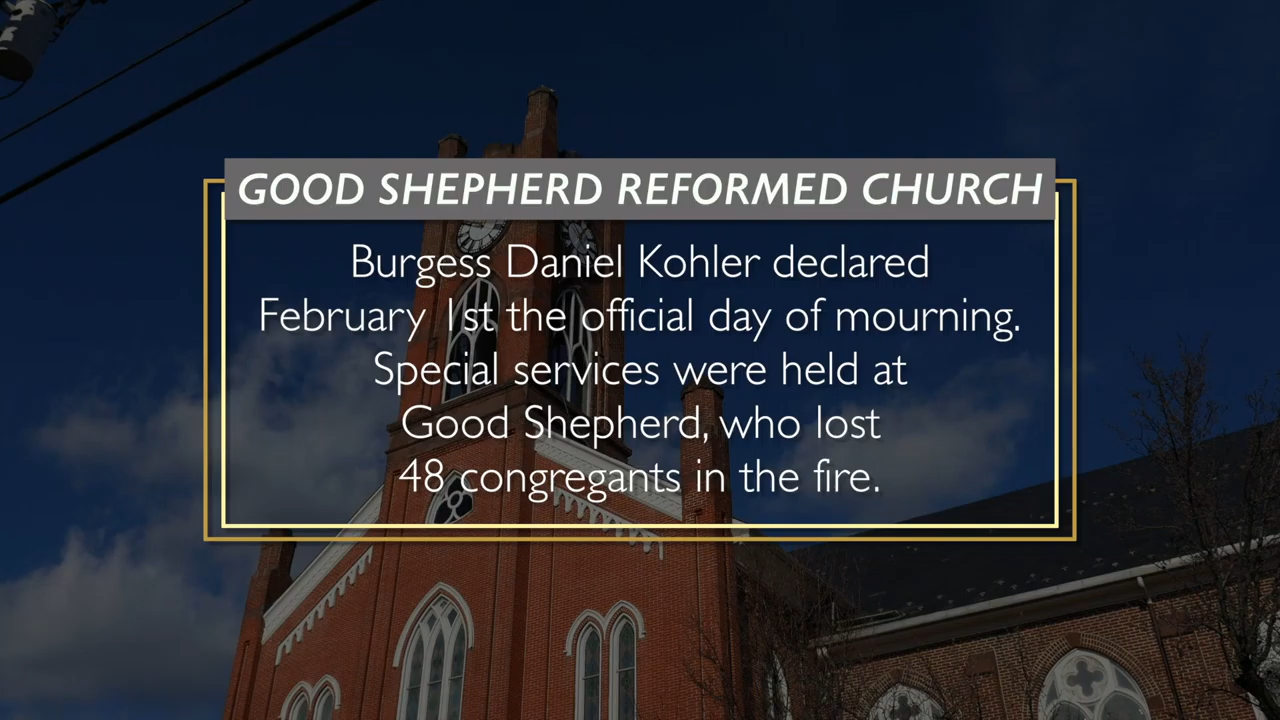 GOOD SHEPHERD REFORMED CHURCH
Burgess Daniel Kohler declared
February 1st the official day of mourning.
Special services were held at
Good Shepherd, who lost
48 congregants in the fire.